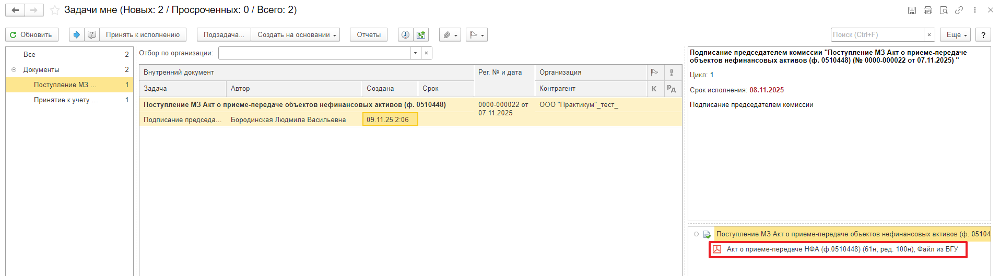 Задачи мне (Новых: 2 / Просроченных: 0 / Всего: 2)
Обновить
Принять к исполнению
Подзадача...
Создать на основании
Отчеты
Поиск (Ctrl+F)
×
Еще
?
Все 2
Документы 2
Поступление МЗ ... 1
Принятие к учету ... 1
Отбор по организации:
Внутренний документ
Рег. № и дата
Организация
Задача
Автор
Создана
Срок
Контрагент
К
Рд
Поступление МЗ Акт о приеме-передаче объектов нефинансовых активов (ф. 0510448)
0000-000022 от
07.11.2025
ООО "Практикум"_тест_
Подписание председа...
Бородинская Людмила Васильевна
09.11.25 2:06
Подписание председателем комиссии "Поступление МЗ Акт о приеме-передаче
объектов нефинансовых активов (ф. 0510448) (№ 0000-000022 от 07.11.2025) "
Цикл: 1
Срок исполнения: 08.11.2025
Подписание председателем комиссии
Поступление МЗ Акт о приеме-передаче объектов нефинансовых активов (ф. 05104
Акт о приеме-передаче НФА (ф.0510448) (61н, ред. 100н), Файл из БГУ